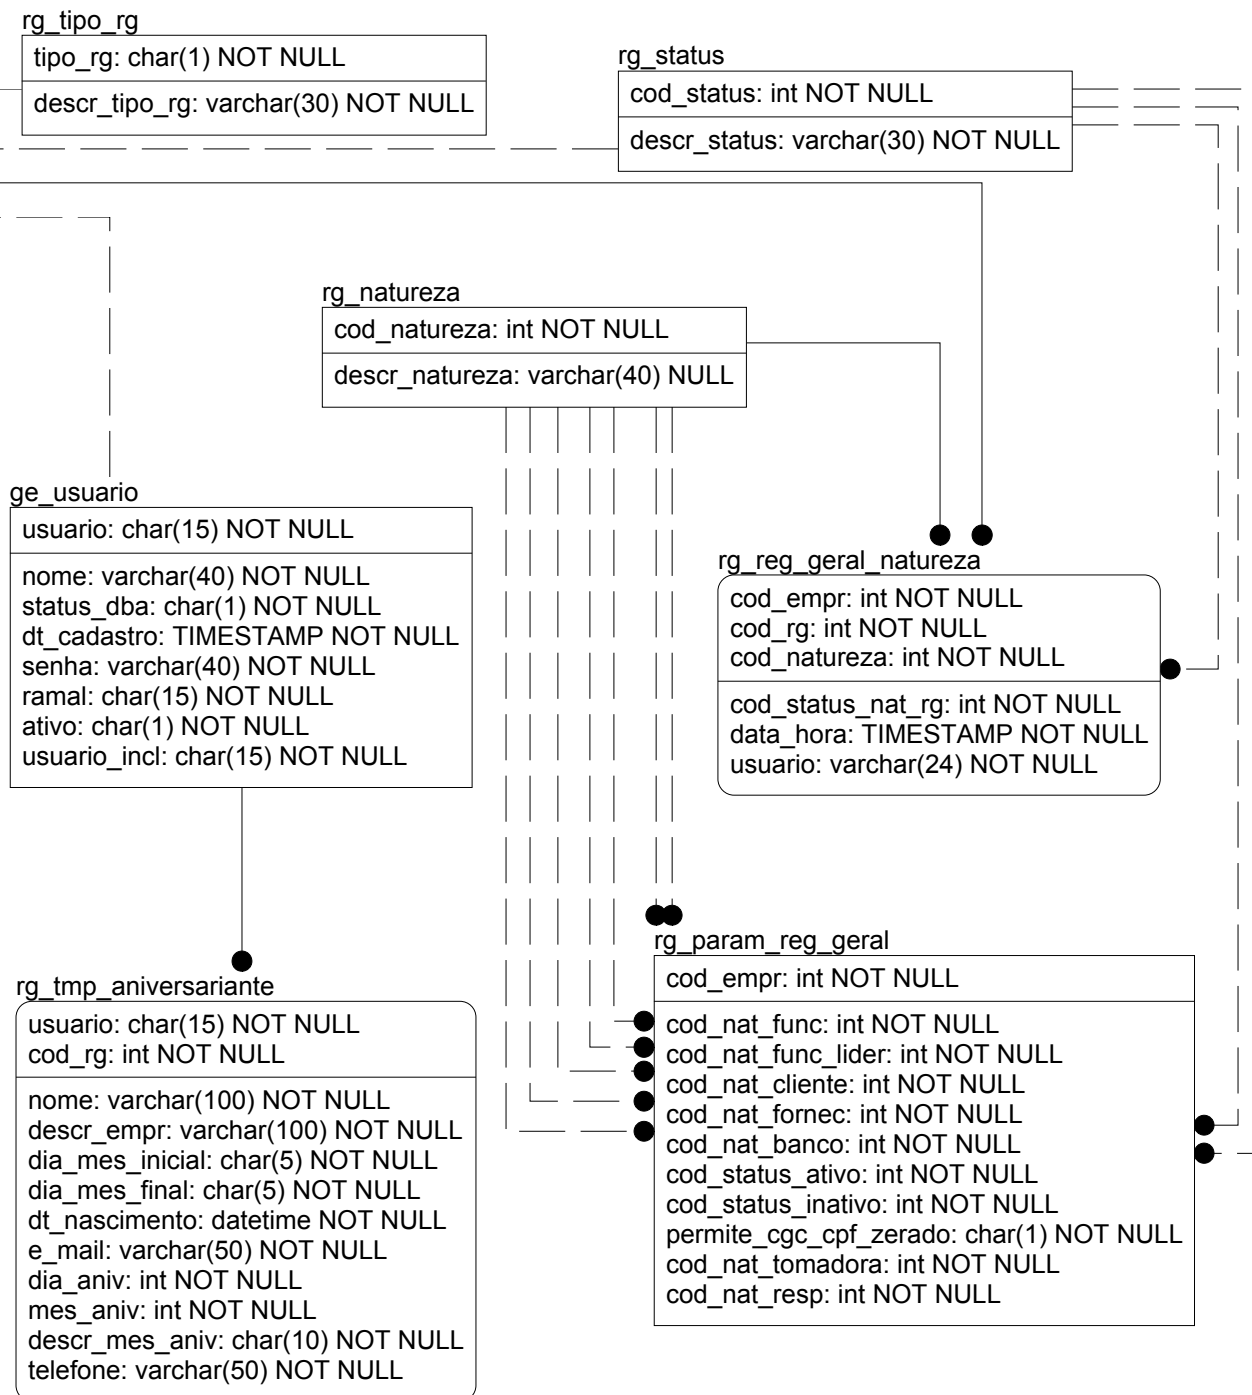 rg_tipo_rg
tipo_rg: char(1) NOT NULL
descr_tipo_rg: varchar(30) NOT NULL
rg_status
cod_status: int NOT NULL
descr_status: varchar(30) NOT NULL
rg_natureza
cod_natureza: int NOT NULL
descr_natureza: varchar(40) NULL
ge_usuario
usuario: char(15) NOT NULL
nome: varchar(40) NOT NULL
status_dba: char(1) NOT NULL
dt_cadastro: TIMESTAMP NOT NULL
senha: varchar(40) NOT NULL
ramal: char(15) NOT NULL
ativo: char(1) NOT NULL
usuario_incl: char(15) NOT NULL
rg_reg_geral_natureza
cod_empr: int NOT NULL
cod_rg: int NOT NULL
cod_natureza: int NOT NULL
cod_status_nat_rg: int NOT NULL
data_hora: TIMESTAMP NOT NULL
usuario: varchar(24) NOT NULL
rg_tmp_aniversariante
usuario: char(15) NOT NULL
cod_rg: int NOT NULL
nome: varchar(100) NOT NULL
descr_empr: varchar(100) NOT NULL
dia_mes_inicial: char(5) NOT NULL
dia_mes_final: char(5) NOT NULL
dt_nascimento: datetime NOT NULL
e_mail: varchar(50) NOT NULL
dia_aniv: int NOT NULL
mes_aniv: int NOT NULL
descr_mes_aniv: char(10) NOT NULL
telefone: varchar(50) NOT NULL
rg_param_reg_geral
cod_empr: int NOT NULL
cod_nat_func: int NOT NULL
cod_nat_func_lider: int NOT NULL
cod_nat_cliente: int NOT NULL
cod_nat_fornec: int NOT NULL
cod_nat_banco: int NOT NULL
cod_status_ativo: int NOT NULL
cod_status_inativo: int NOT NULL
permite_cgc_cpf_zerado: char(1) NOT NULL
cod_nat_tomadora: int NOT NULL
cod_nat_resp: int NOT NULL